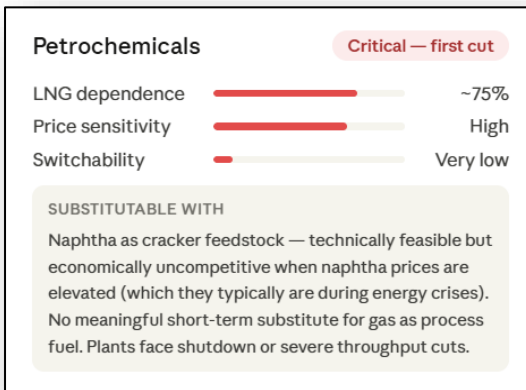 Petrochemicals
Critical — first cut
LNG dependence ~75%
Price sensitivity High
Switchability Very low
SUBSTITUTABLE WITH
Naphtha as cracker feedstock — technically feasible but
economically uncompetitive when naphtha prices are
elevated (which they typically are during energy crises).
No meaningful short-term substitute for gas as process
fuel. Plants face shutdown or severe throughput cuts.